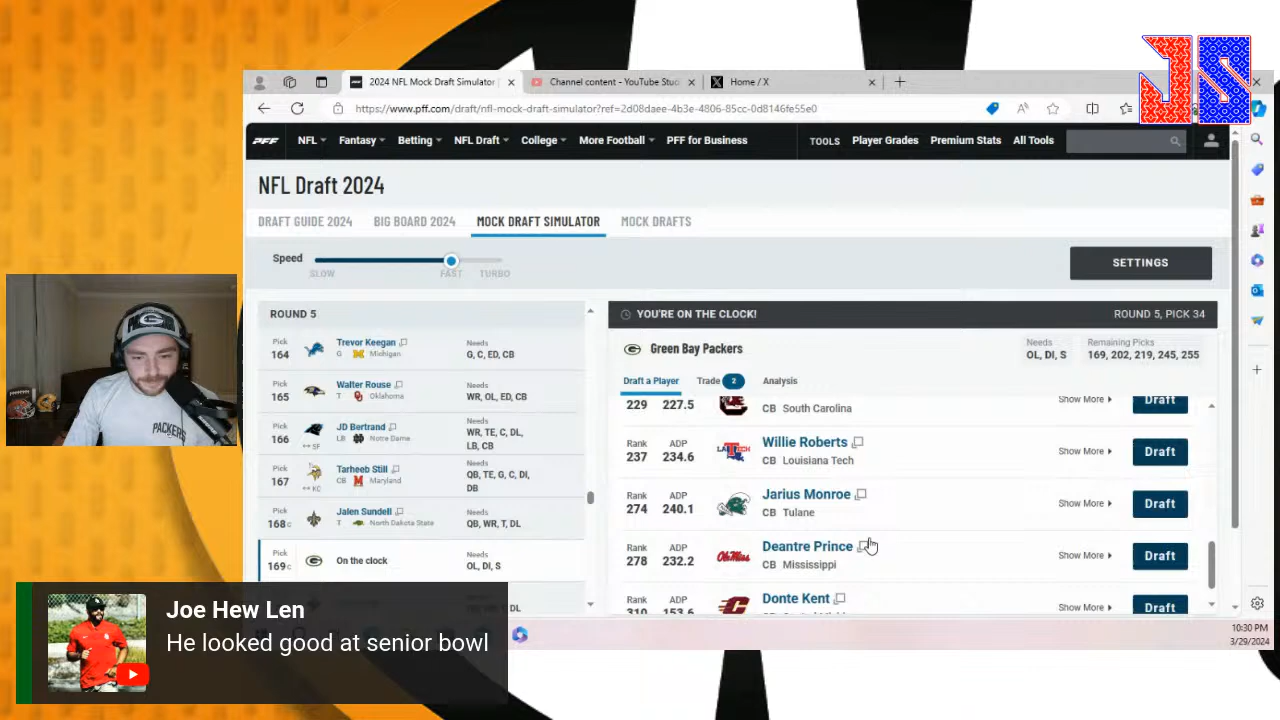 JS
2024 NFL Mock Draft Simulator
Channel content - YouTube Stud
Home / X
https://www.pff.com/draft/nfl-mock-draft-simulator?ref=2d08daee-4b3e-4806-85cc-0d8146fe55e0
PFF NFL Fantasy Betting NFL Draft College More Football PFF for Business TOOLS Player Grades Premium Stats All Tools
NFL Draft 2024
DRAFT GUIDE 2024 BIG BOARD 2024 MOCK DRAFT SIMULATOR MOCK DRAFTS
Speed
SLOW FAST TURBO
SETTINGS
ROUND 5
Pick 164 Trevor Keegan G Michigan Needs G, C, ED, CB
Pick 165 Walter Rouse T Oklahoma Needs WR, OL, ED, CB
Pick 166 ↔ SF JD Bertrand LB Notre Dame Needs WR, TE, C, DL, LB, CB
Pick 167 ↔ KC Tarheeb Still CB Maryland Needs QB, TE, G, C, DI, DB
Pick 168 c Jalen Sundell T North Dakota State Needs QB, WR, T, DL
Pick 169 c On the clock Needs OL, DI, S
YOU'RE ON THE CLOCK! ROUND 5, PICK 34
Green Bay Packers
Needs OL, DI, S
Remaining Picks 169, 202, 219, 245, 255
Draft a Player Trade 2 Analysis
229 227.5 CB South Carolina Show More Draft
Rank 237 ADP 234.6 Willie Roberts CB Louisiana Tech Show More Draft
Rank 274 ADP 240.1 Jarius Monroe CB Tulane Show More Draft
Rank 278 ADP 232.2 Deantre Prince CB Mississippi Show More Draft
Rank 310 ADP 153.6 Donte Kent CB Show More Draft
10:30 PM
3/29/2024
PACKERS
Joe Hew Len
He looked good at senior bowl